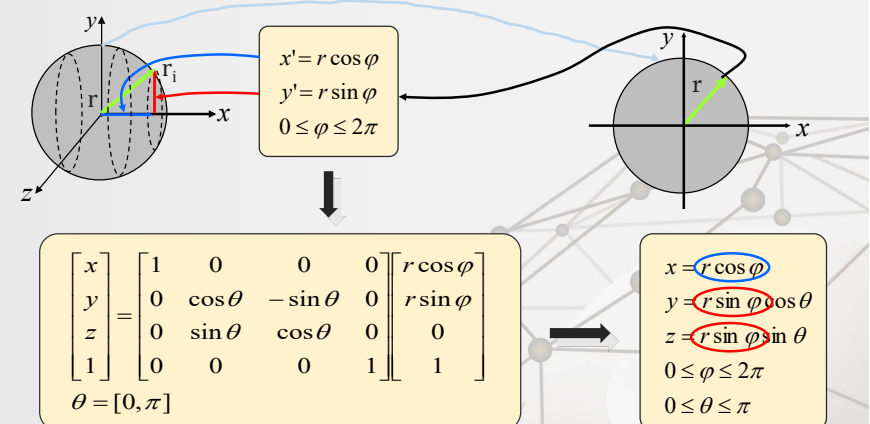 y
r
rᵢ
x
z
x' = r cos φ
y' = r sin φ
0 ≤ φ ≤ 2π
y
r
x
[x] [1 0 0 0] [r cos φ]
[y] = [0 cos θ − sin θ 0] [r sin φ]
[z] [0 sin θ cos θ 0] [0]
[1] [0 0 0 1] [1]
θ = [0, π]
x = r cos φ
y = r sin φ cos θ
z = r sin φ sin θ
0 ≤ φ ≤ 2π
0 ≤ θ ≤ π